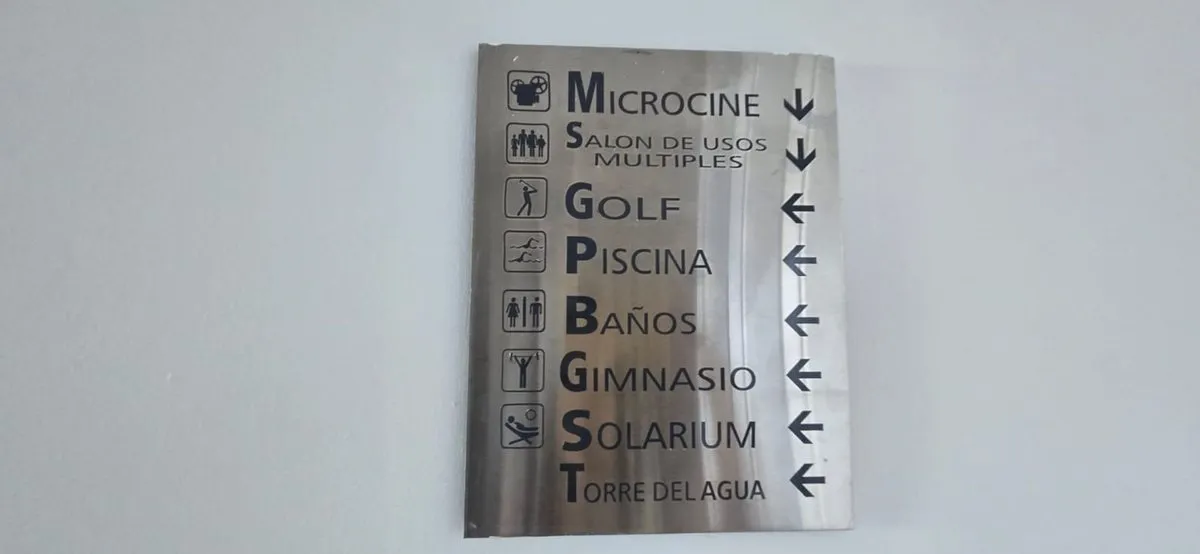 MICROCINE
SALON DE USOS
MULTIPLES
GOLF
PISCINA
BAÑOS
GIMNASIO
SOLARIUM
TORRE DEL AGUA